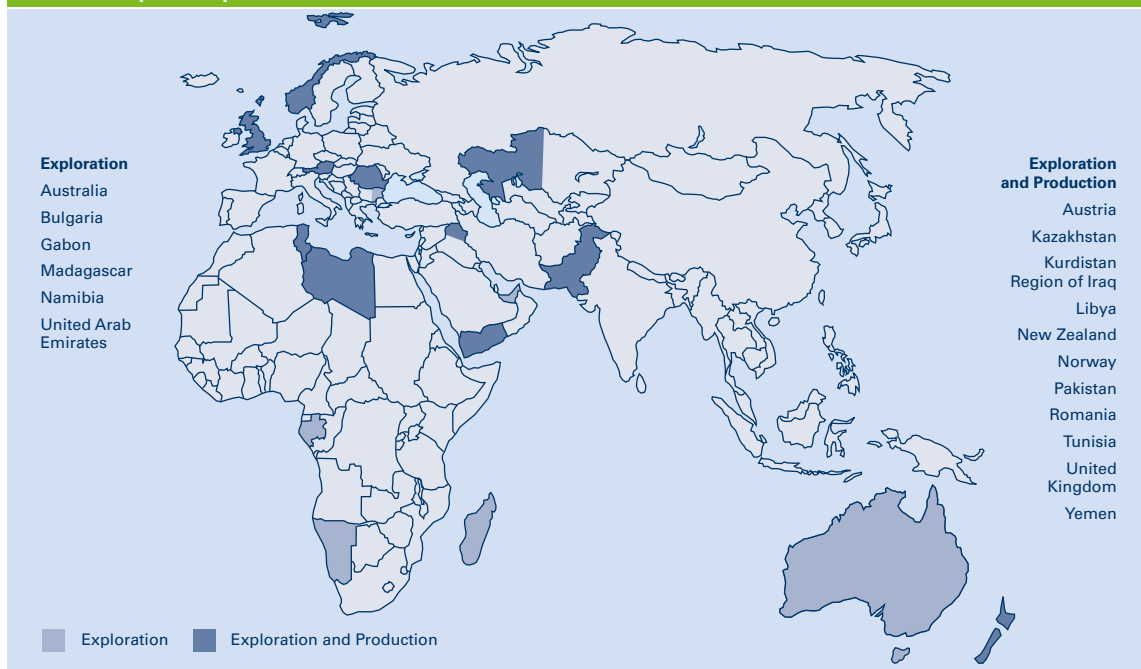 Exploration
Australia
Bulgaria
Gabon
Madagascar
Namibia
United Arab
Emirates
Exploration
and Production
Austria
Kazakhstan
Kurdistan
Region of Iraq
Libya
New Zealand
Norway
Pakistan
Romania
Tunisia
United
Kingdom
Yemen
Exploration
Exploration and Production